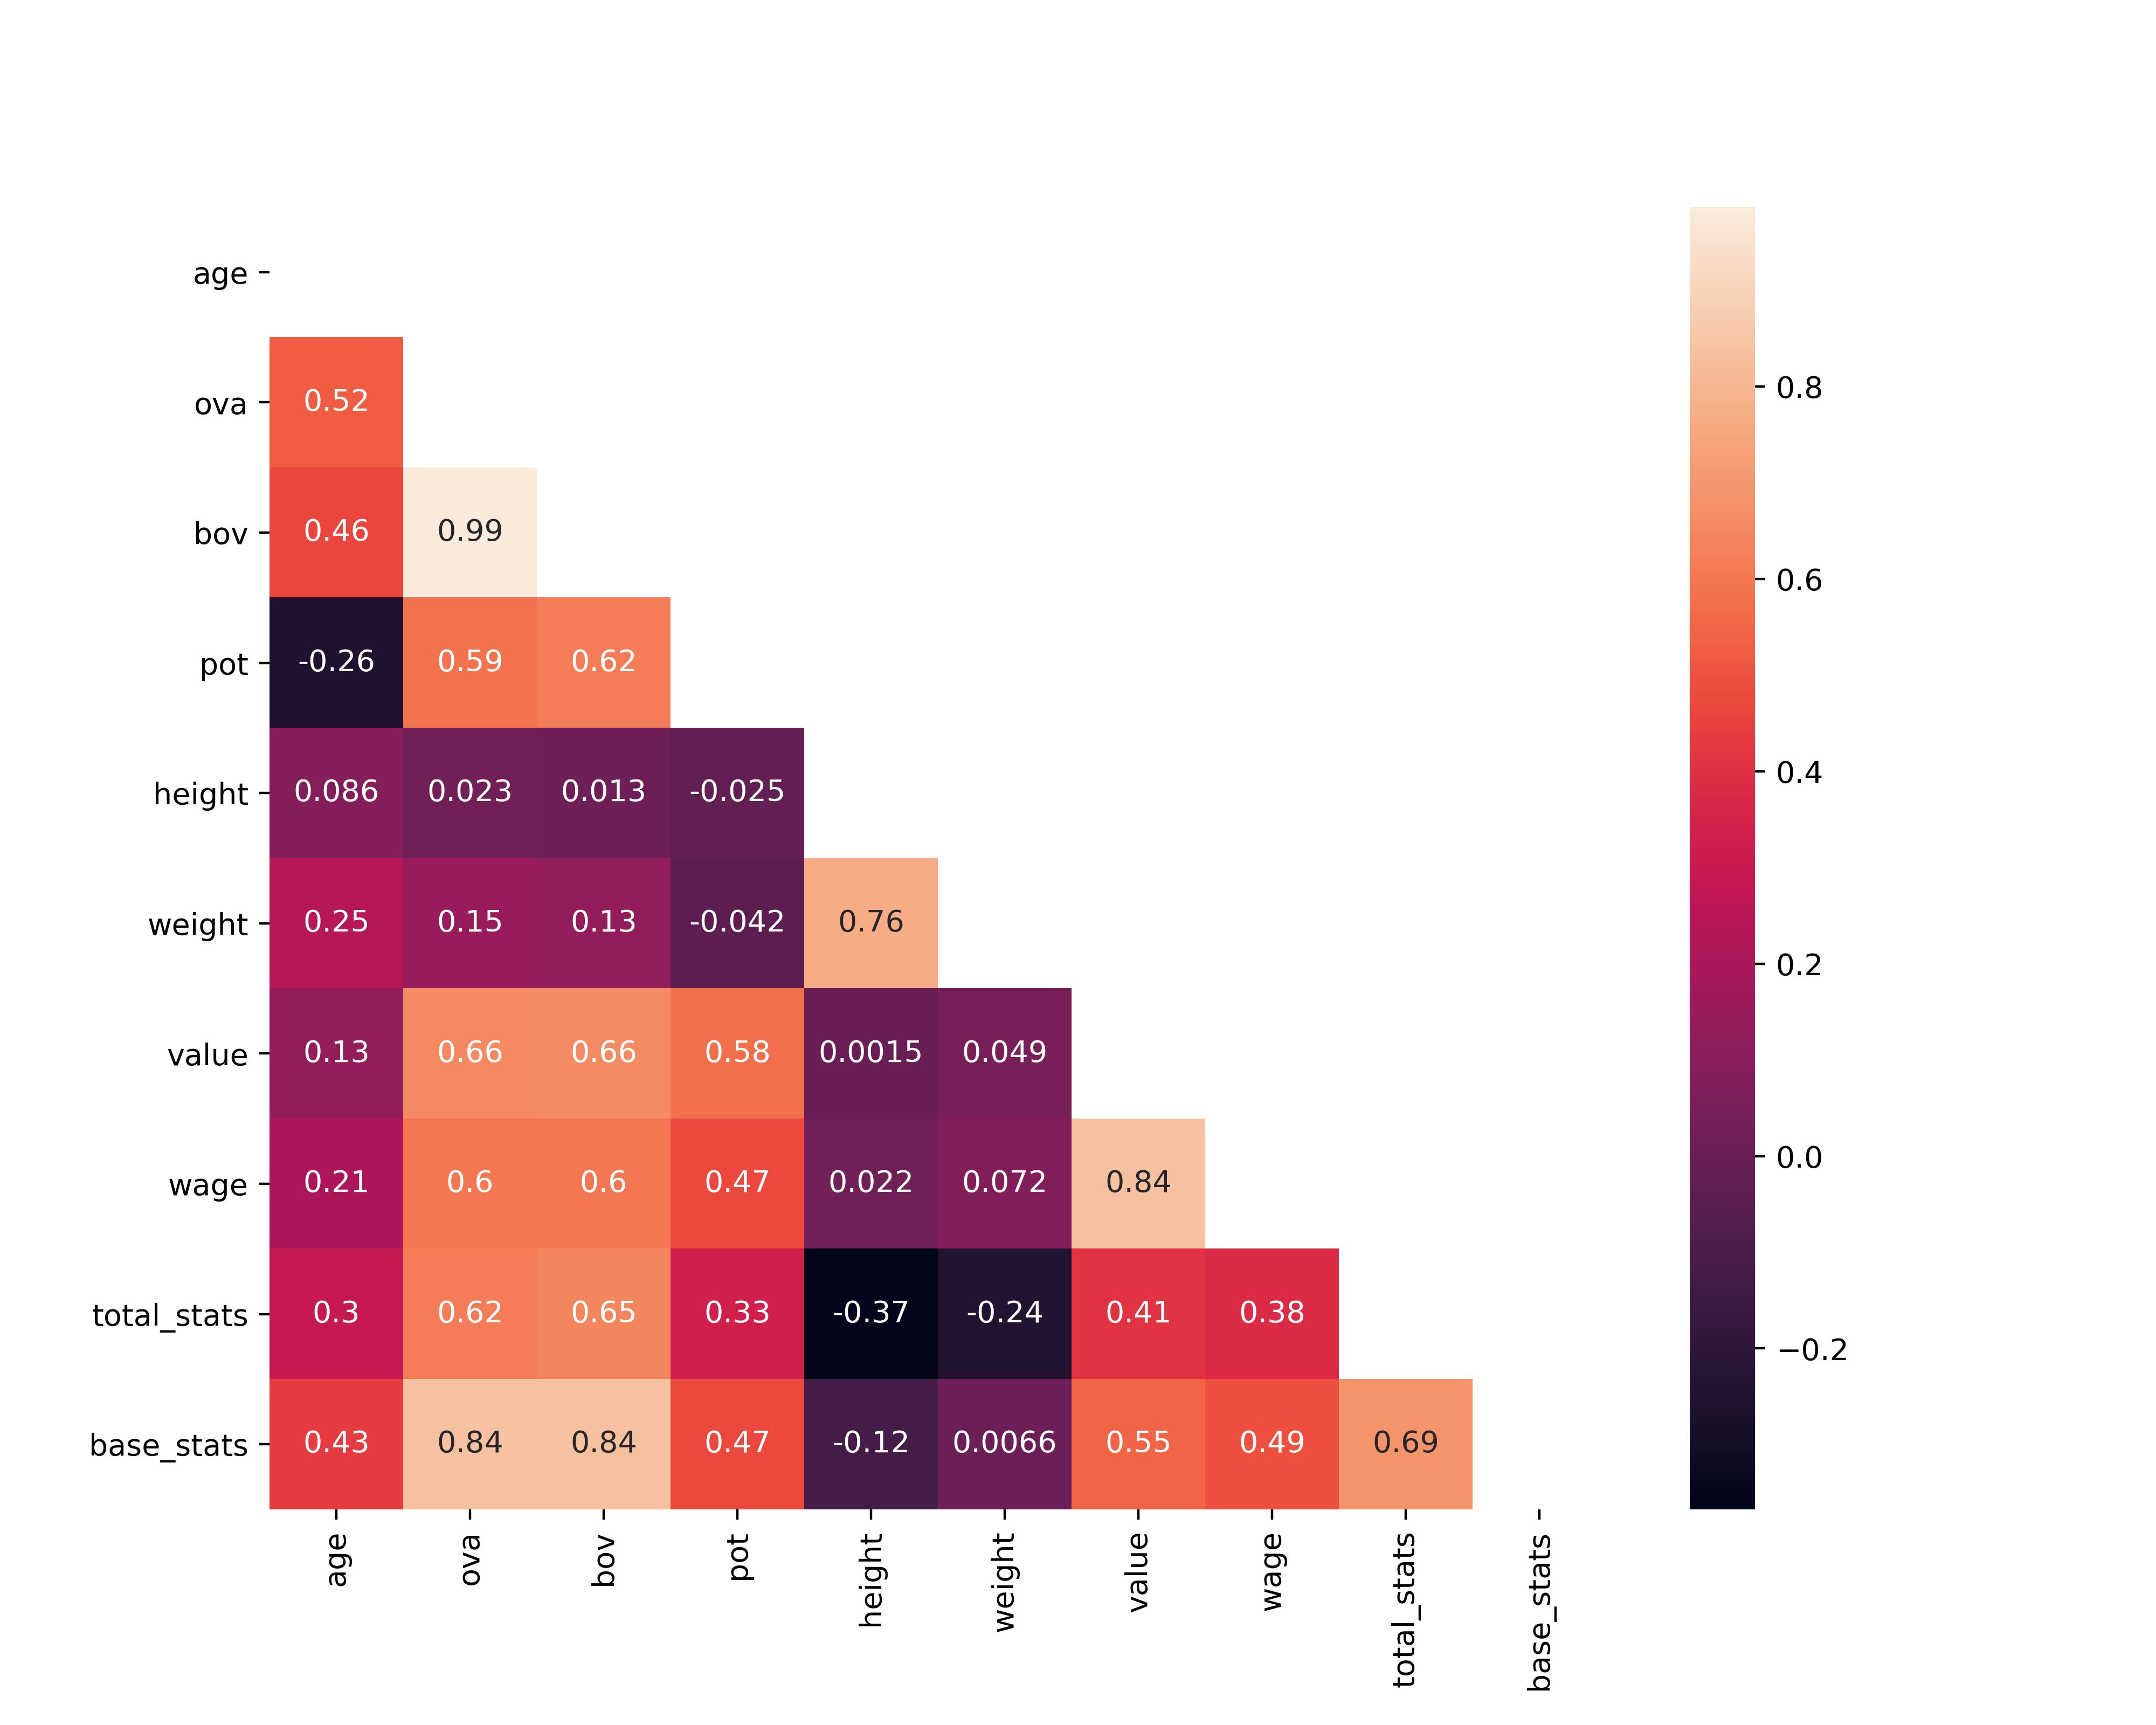 age
ova 0.52
bov 0.46 0.99
pot -0.26 0.59 0.62
height 0.086 0.023 0.013 -0.025
weight 0.25 0.15 0.13 -0.042 0.76
value 0.13 0.66 0.66 0.58 0.0015 0.049
wage 0.21 0.6 0.6 0.47 0.022 0.072 0.84
total_stats 0.3 0.62 0.65 0.33 -0.37 -0.24 0.41 0.38
base_stats 0.43 0.84 0.84 0.47 -0.12 0.0066 0.55 0.49 0.69
age ova bov pot height weight value wage total_stats base_stats
0.8
0.6
0.4
0.2
0.0
−0.2